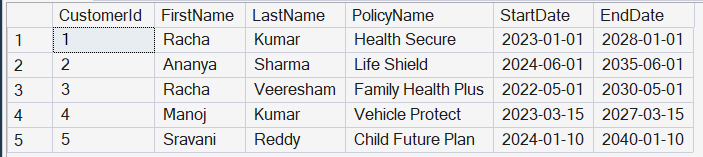 CustomerId FirstName LastName PolicyName StartDate EndDate
1 1 Racha Kumar Health Secure 2023-01-01 2028-01-01
2 2 Ananya Sharma Life Shield 2024-06-01 2035-06-01
3 3 Racha Veeresham Family Health Plus 2022-05-01 2030-05-01
4 4 Manoj Kumar Vehicle Protect 2023-03-15 2027-03-15
5 5 Sravani Reddy Child Future Plan 2024-01-10 2040-01-10